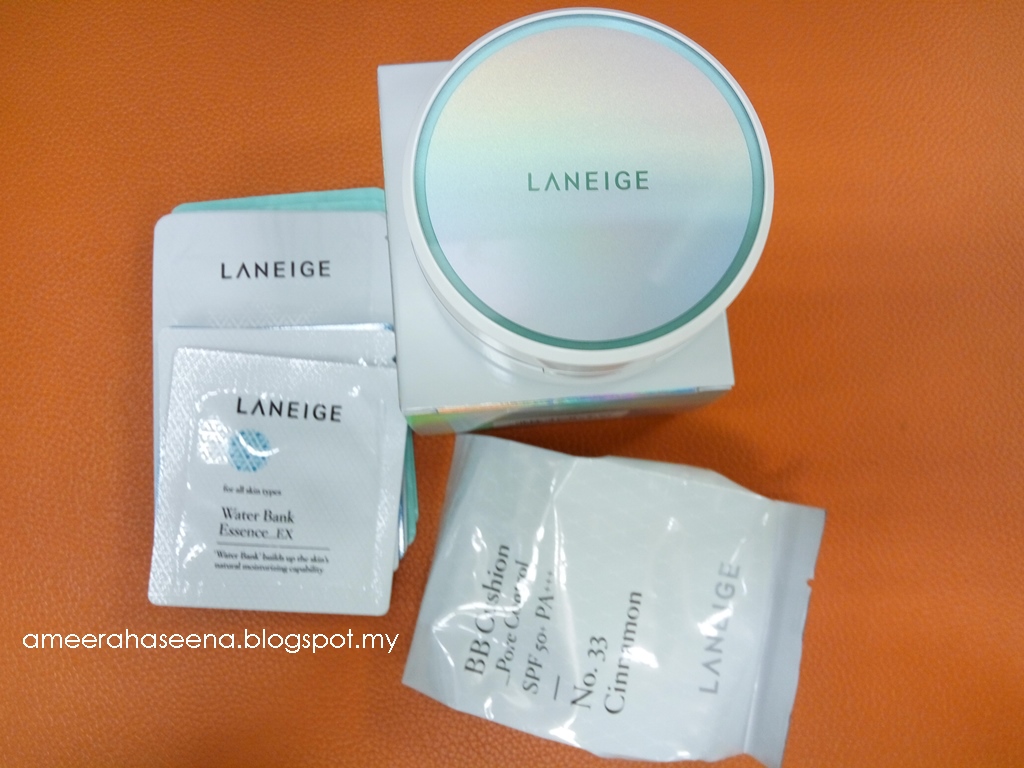 LANEIGE
LANEIGE
LANEIGE
for all skin types
Water Bank
Essence_EX
'Water Bank' builds up the skin's
natural moisturizing capability
BB Cushion
_Pore Control
SPF 50+ PA+++
No. 33
Cinnamon
LANEIGE
ameerahaseena.blogspot.my